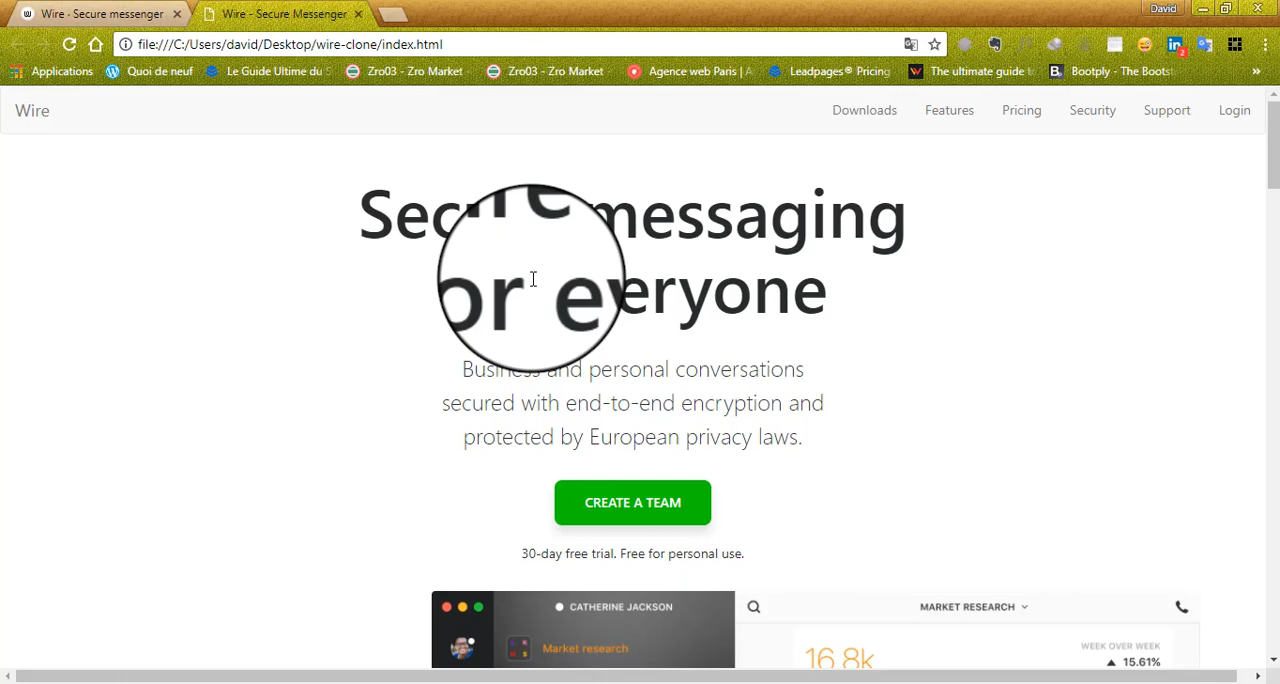 Wire - Secure messenger
Wire - Secure Messenger
David
file:///C:/Users/david/Desktop/wire-clone/index.html
Applications
Quoi de neuf
Le Guide Ultime du S
Zro03 - Zro Market
Zro03 - Zro Market
Agence web Paris | A
Leadpages® Pricing
The ultimate guide to
Bootply - The Boots
»
Wire
Downloads
Features
Pricing
Security
Support
Login
Secure messaging
or everyone
Business and personal conversations
secured with end-to-end encryption and
protected by European privacy laws.
CREATE A TEAM
30-day free trial. Free for personal use.
CATHERINE JACKSON
MARKET RESEARCH
Market research
16.8k
WEEK OVER WEEK
15.61%